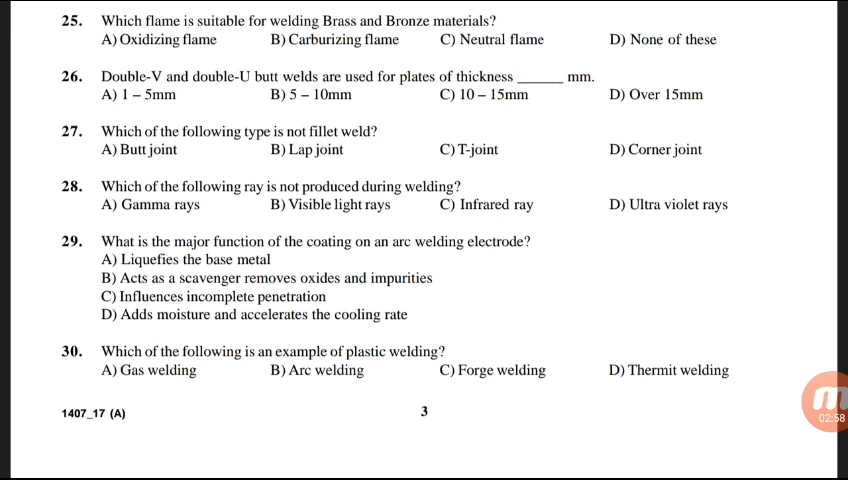 25. Which flame is suitable for welding Brass and Bronze materials?
A) Oxidizing flame B) Carburizing flame C) Neutral flame D) None of these
26. Double-V and double-U butt welds are used for plates of thickness ______ mm.
A) 1 – 5mm B) 5 – 10mm C) 10 – 15mm D) Over 15mm
27. Which of the following type is not fillet weld?
A) Butt joint B) Lap joint C) T-joint D) Corner joint
28. Which of the following ray is not produced during welding?
A) Gamma rays B) Visible light rays C) Infrared ray D) Ultra violet rays
29. What is the major function of the coating on an arc welding electrode?
A) Liquefies the base metal
B) Acts as a scavenger removes oxides and impurities
C) Influences incomplete penetration
D) Adds moisture and accelerates the cooling rate
30. Which of the following is an example of plastic welding?
A) Gas welding B) Arc welding C) Forge welding D) Thermit welding
1407_17 (A) 3
02:58